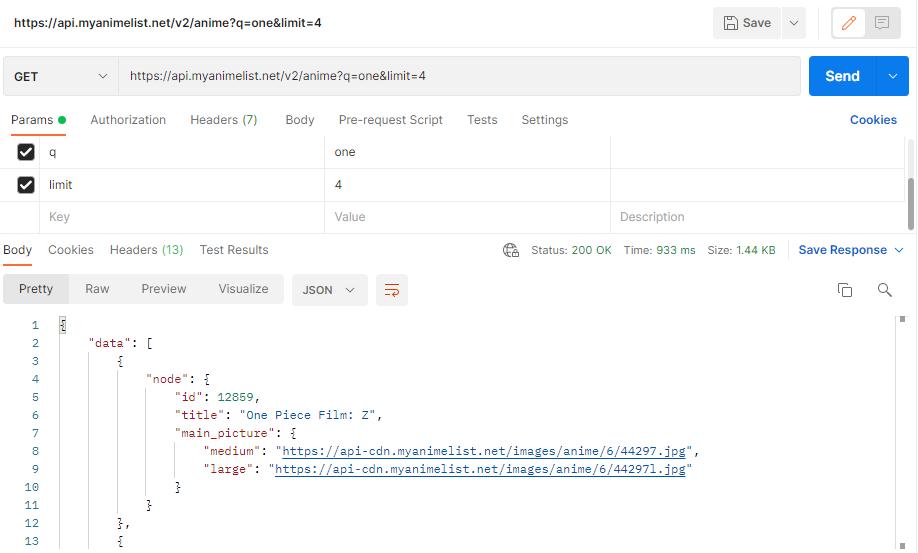 https://api.myanimelist.net/v2/anime?q=one&limit=4 Save
GET https://api.myanimelist.net/v2/anime?q=one&limit=4 Send
Params Authorization Headers (7) Body Pre-request Script Tests Settings Cookies
q one
limit 4
Key Value Description
Body Cookies Headers (13) Test Results Status: 200 OK Time: 933 ms Size: 1.44 KB Save Response
Pretty Raw Preview Visualize JSON
1 {
2 "data": [
3 {
4 "node": {
5 "id": 12859,
6 "title": "One Piece Film: Z",
7 "main_picture": {
8 "medium": "https://api-cdn.myanimelist.net/images/anime/6/44297.jpg",
9 "large": "https://api-cdn.myanimelist.net/images/anime/6/44297l.jpg"
10 }
11 }
12 },
13 {